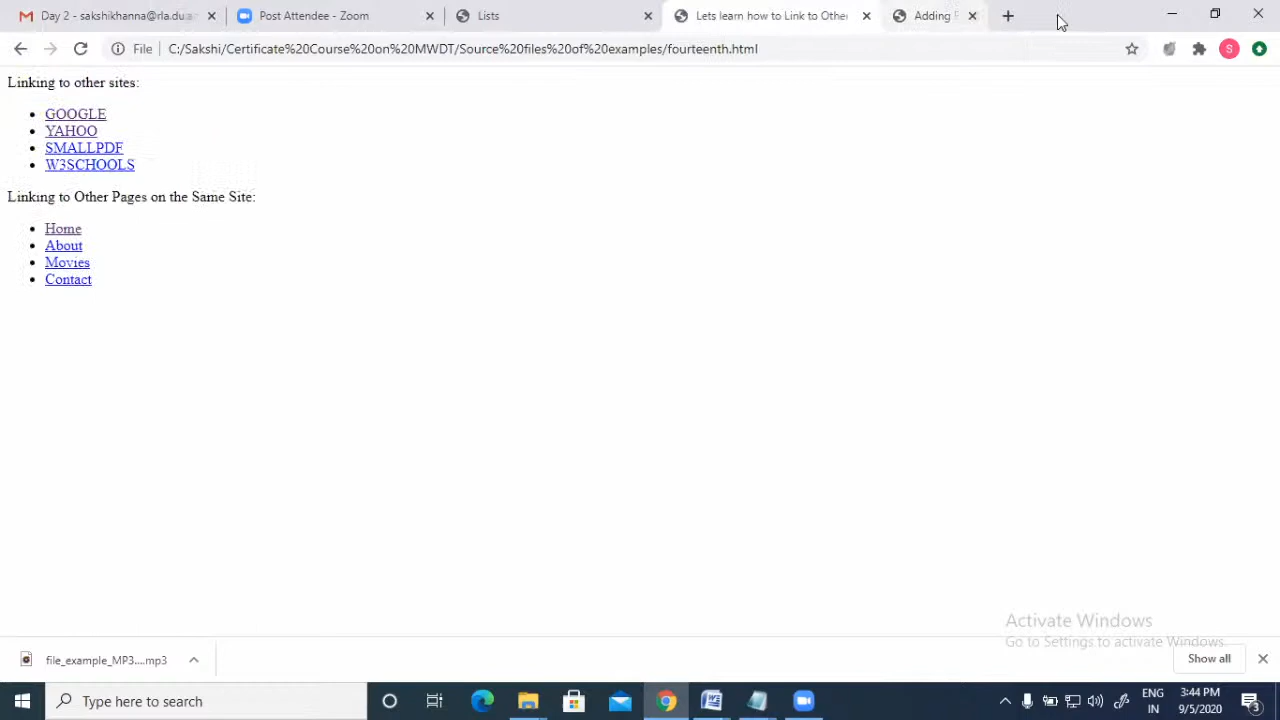 Day 2 - sakshikhanna@rla.du.a
Post Attendee - Zoom
Lists
Lets learn how to Link to Other
Adding
File
C:/Sakshi/Certificate%20Course%20on%20MWDT/Source%20files%20of%20examples/fourteenth.html
S
Linking to other sites:
GOOGLE
YAHOO
SMALLPDF
W3SCHOOLS
Linking to Other Pages on the Same Site:
Home
About
Movies
Contact
Activate Windows
Go to Settings to activate Windows.
file_example_MP3....mp3
Show all
Type here to search
ENG
IN
3:44 PM
9/5/2020
3